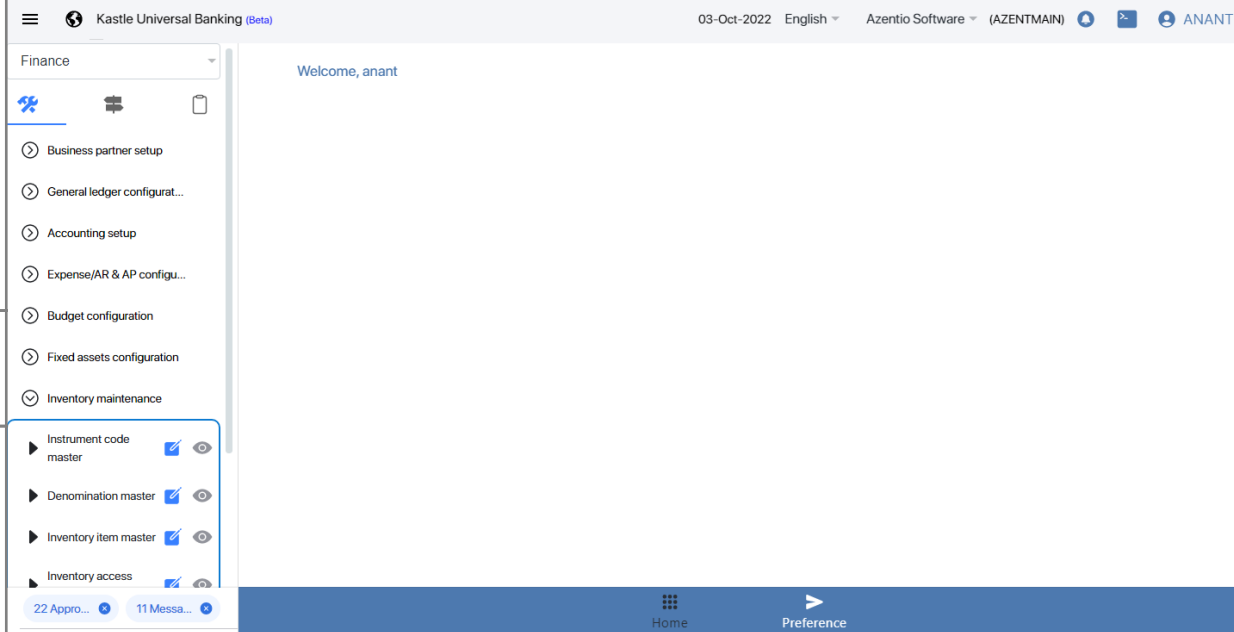 Kastle Universal Banking (Beta)
03-Oct-2022 English Azentio Software (AZENTMAIN) ANANT
Finance
Welcome, anant
Business partner setup
General ledger configurat...
Accounting setup
Expense/AR & AP configu...
Budget configuration
Fixed assets configuration
Inventory maintenance
Instrument code
master
Denomination master
Inventory item master
Inventory access
22 Appro...
11 Messa...
Home
Preference